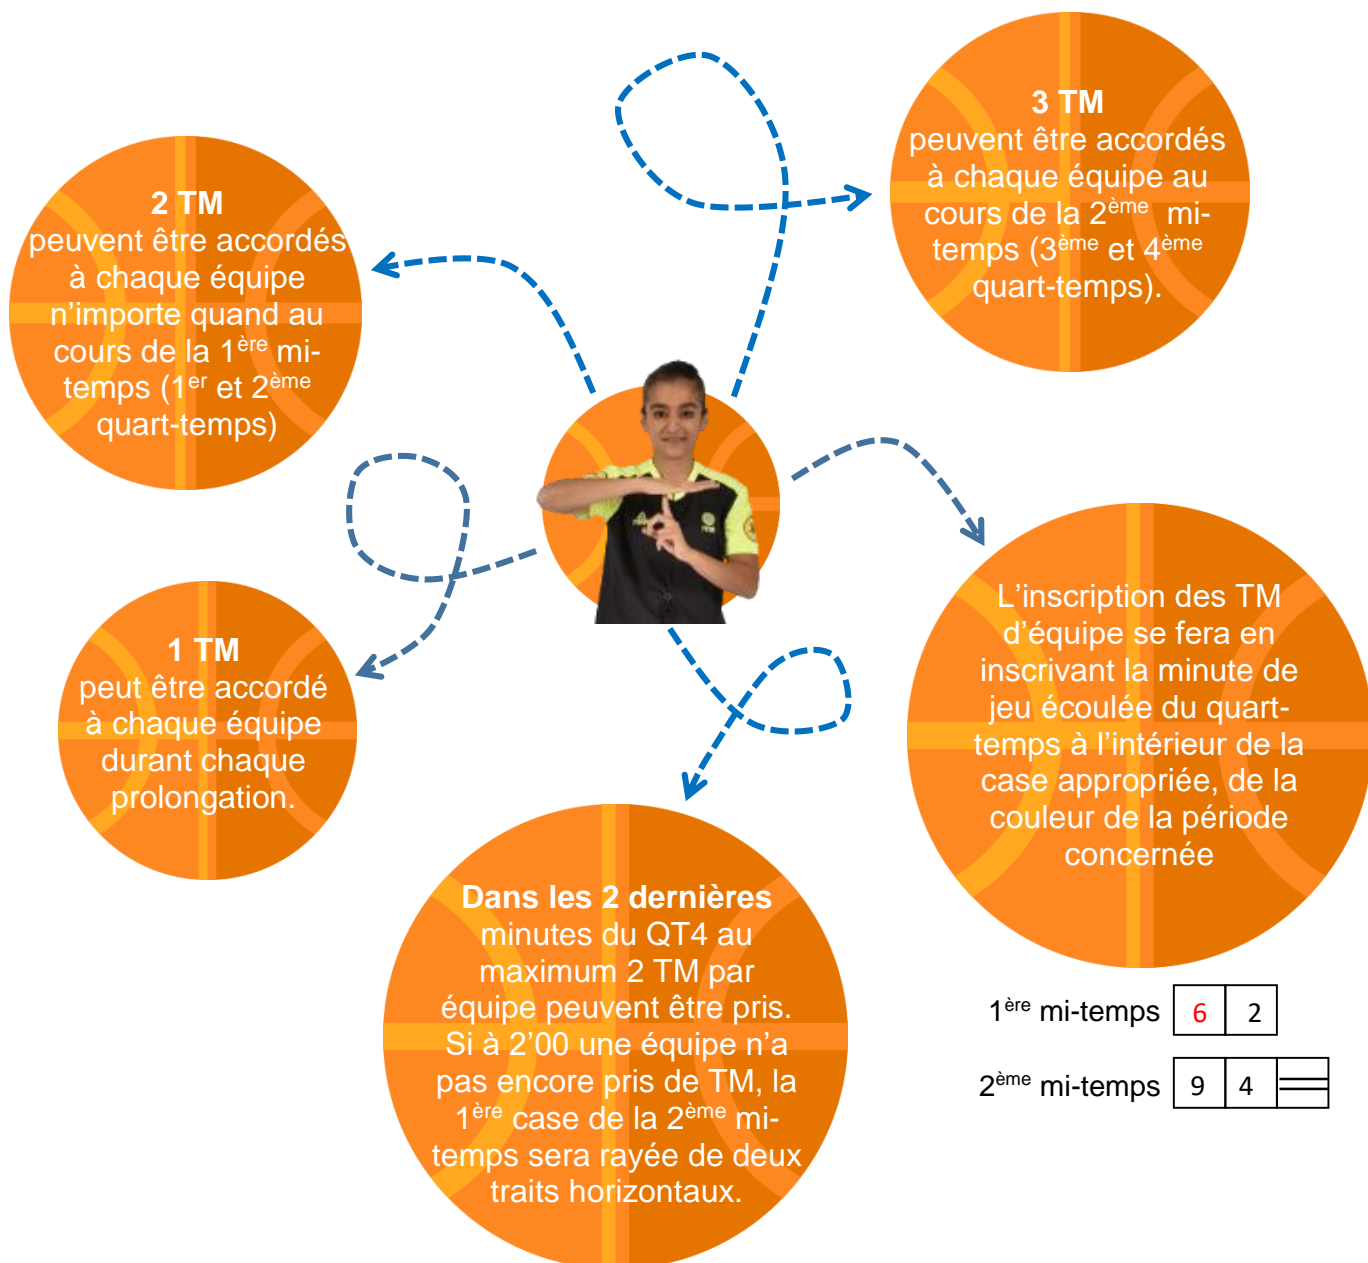 2 TM
peuvent être accordés
à chaque équipe
n’importe quand au
cours de la 1ère mi-
temps (1er et 2ème
quart-temps)
3 TM
peuvent être accordés
à chaque équipe au
cours de la 2ème mi-
temps (3ème et 4ème
quart-temps).
1 TM
peut être accordé
à chaque équipe
durant chaque
prolongation.
L’inscription des TM
d’équipe se fera en
inscrivant la minute de
jeu écoulée du quart-
temps à l’intérieur de la
case appropriée, de la
couleur de la période
concernée
Dans les 2 dernières
minutes du QT4 au
maximum 2 TM par
équipe peuvent être pris.
Si à 2’00 une équipe n’a
pas encore pris de TM, la
1ère case de la 2ème mi-
temps sera rayée de deux
traits horizontaux.
1ère mi-temps 6 2
2ème mi-temps 9 4